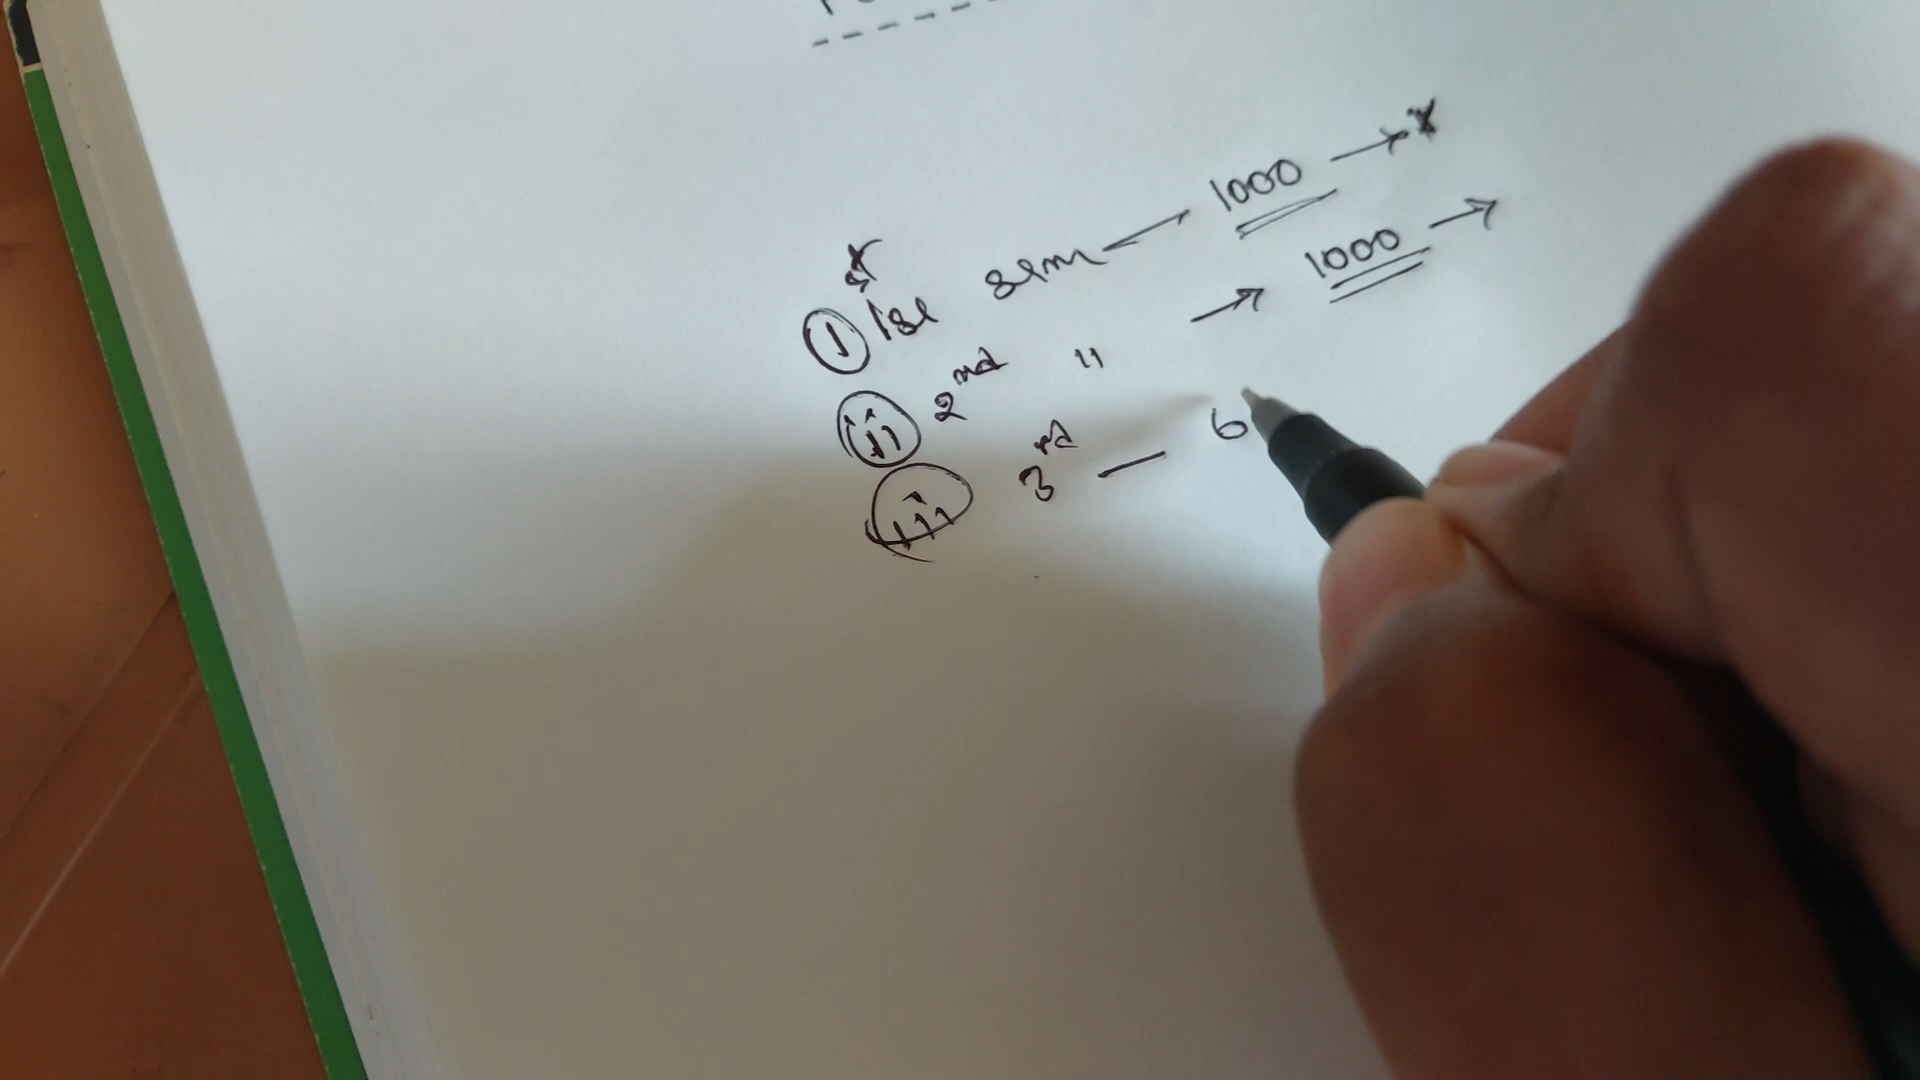 (i) 1st sem — 1000 →*
(ii) 2nd " → 1000 →
(iii) 3rd — 6